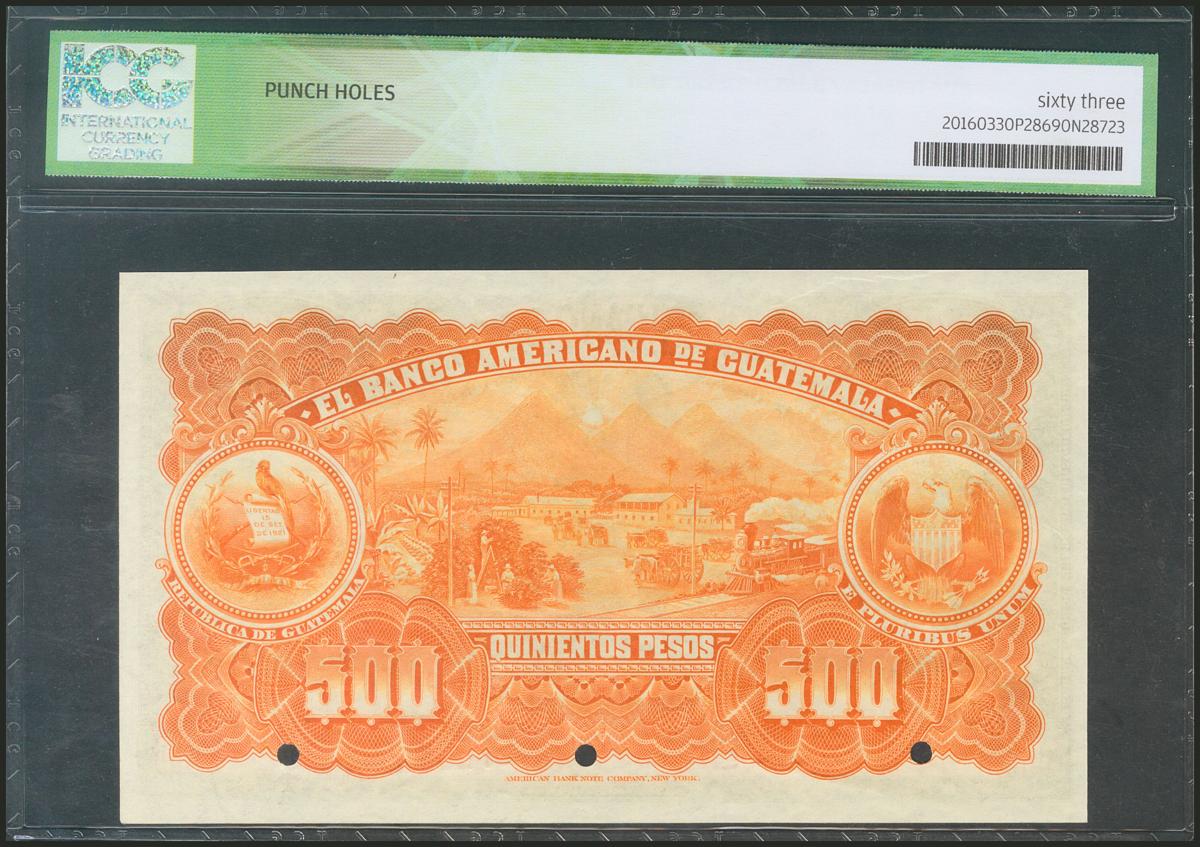 ICG
INTERNATIONAL
CURRENCY
GRADING
PUNCH HOLES
sixty three
20160330P28690N28723
EL BANCO AMERICANO DE GUATEMALA
LIBERTAD
15
DE SET.
DE 1821
REPUBLICA DE GUATEMALA
E PLURIBUS UNUM
QUINIENTOS PESOS
500
500
AMERICAN BANK NOTE COMPANY, NEW YORK.